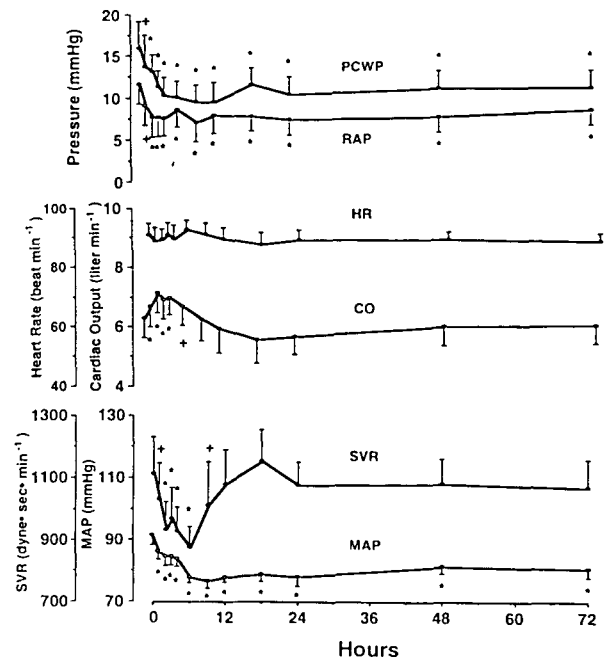 Pressure (mmHg)
20
15
10
5
0
PCWP
RAP
Heart Rate (beat min⁻¹)
100
80
60
40
Cardiac Output (liter min⁻¹)
10
8
6
4
HR
CO
SVR (dyne• sec• min⁻¹)
1300
1100
900
700
MAP (mmHg)
130
110
90
70
SVR
MAP
0 12 24 36 48 60 72
Hours